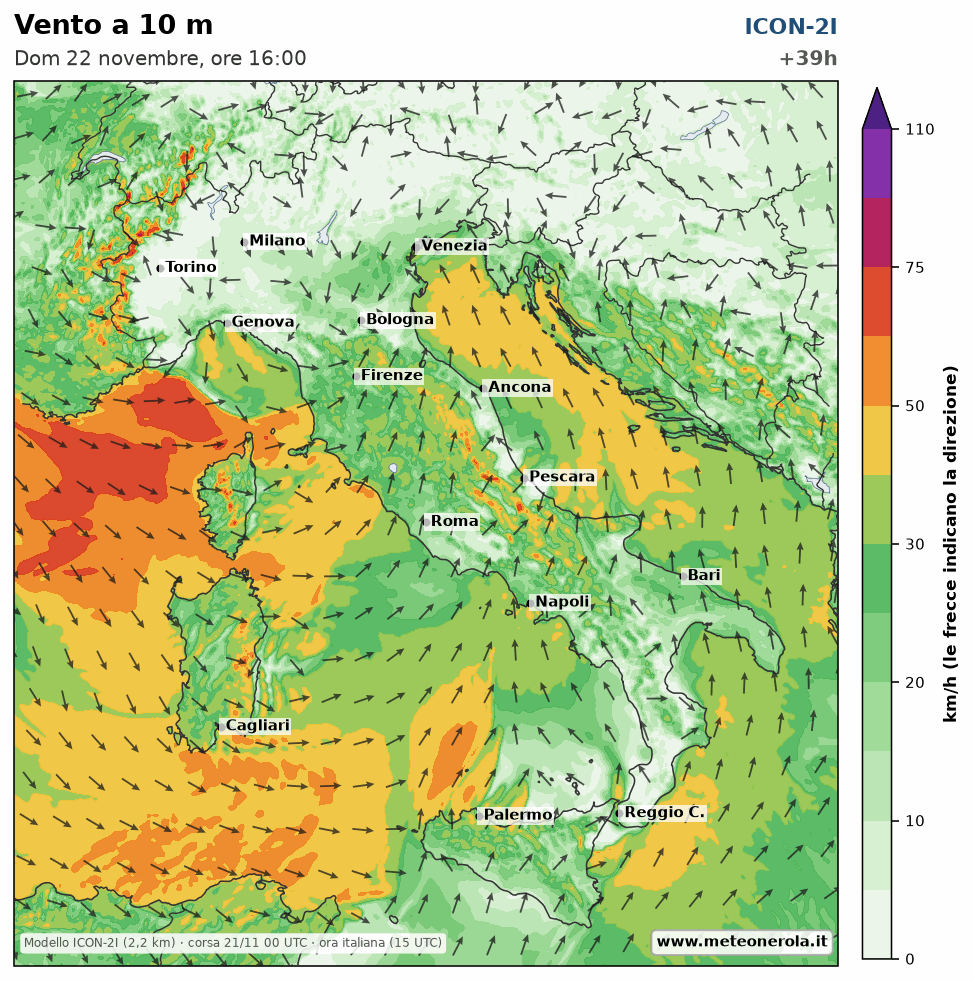 Vento a 10 m
ICON-2I
Dom 22 novembre, ore 16:00
+39h
Venezia
Milano
Torino
Genova
Bologna
Firenze
Ancona
Pescara
Roma
Bari
Napoli
Cagliari
Palermo
Reggio C.
110
75
50
30
20
10
0
km/h (le frecce indicano la direzione)
Modello ICON-2I (2,2 km) · corsa 21/11 00 UTC · ora italiana (15 UTC)
www.meteonerola.it